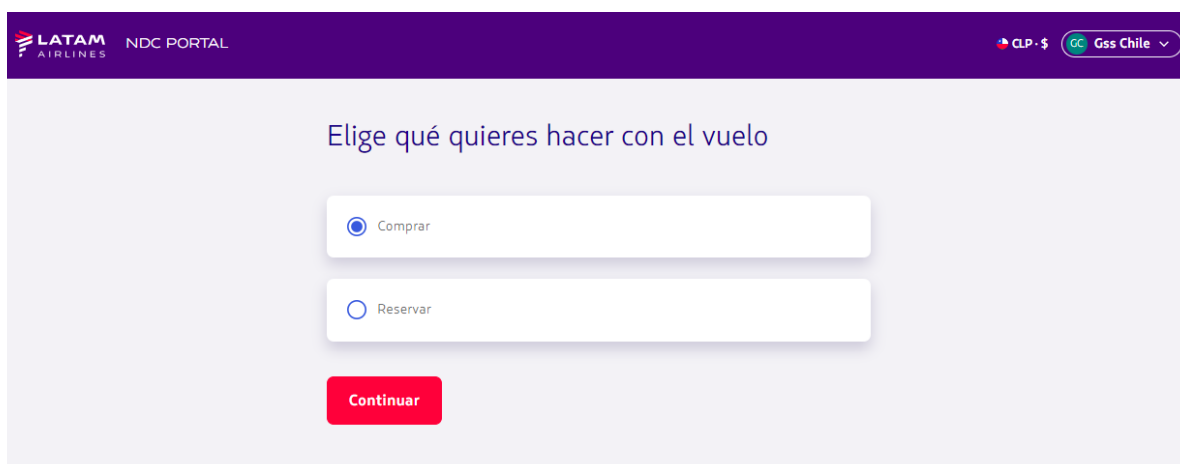 LATAM AIRLINES NDC PORTAL CLP · $ GC Gss Chile
Elige qué quieres hacer con el vuelo
Comprar
Reservar
Continuar